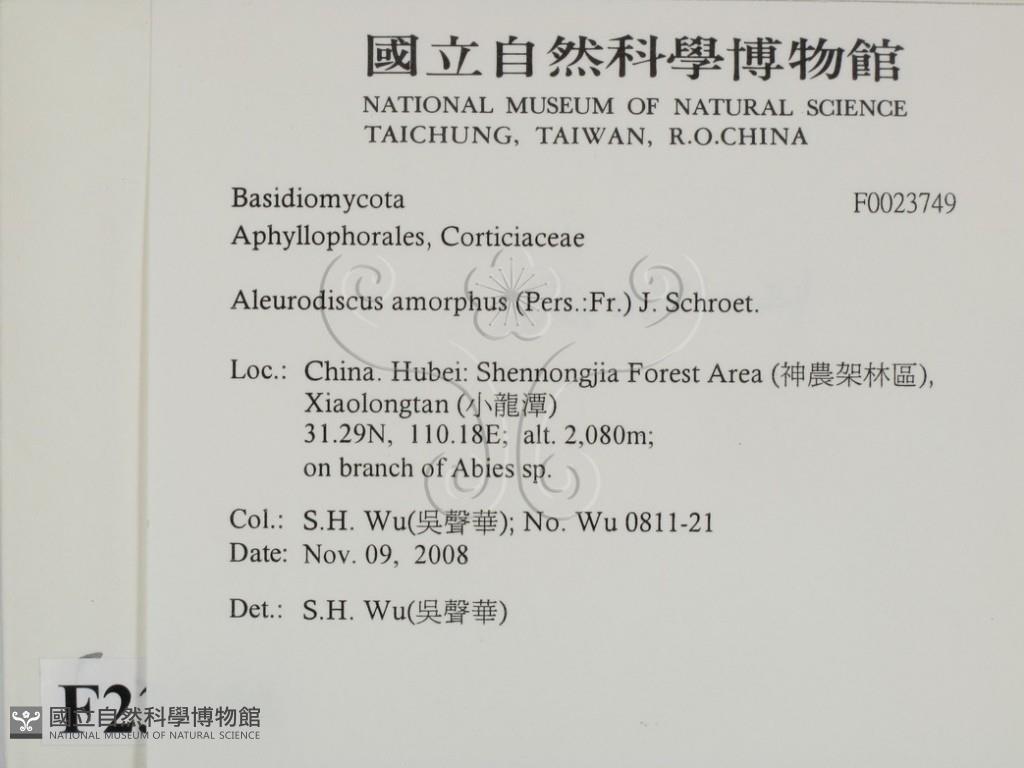 國立自然科學博物館
NATIONAL MUSEUM OF NATURAL SCIENCE
TAICHUNG, TAIWAN, R.O.CHINA
Basidiomycota F0023749
Aphyllophorales, Corticiaceae
Aleurodiscus amorphus (Pers.:Fr.) J. Schroet.
Loc.: China. Hubei: Shennongjia Forest Area (神農架林區),
Xiaolongtan (小龍潭)
31.29N, 110.18E; alt. 2,080m;
on branch of Abies sp.
Col.: S.H. Wu(吳聲華); No. Wu 0811-21
Date: Nov. 09, 2008
Det.: S.H. Wu(吳聲華)
F2
國立自然科學博物館
NATIONAL MUSEUM OF NATURAL SCIENCE